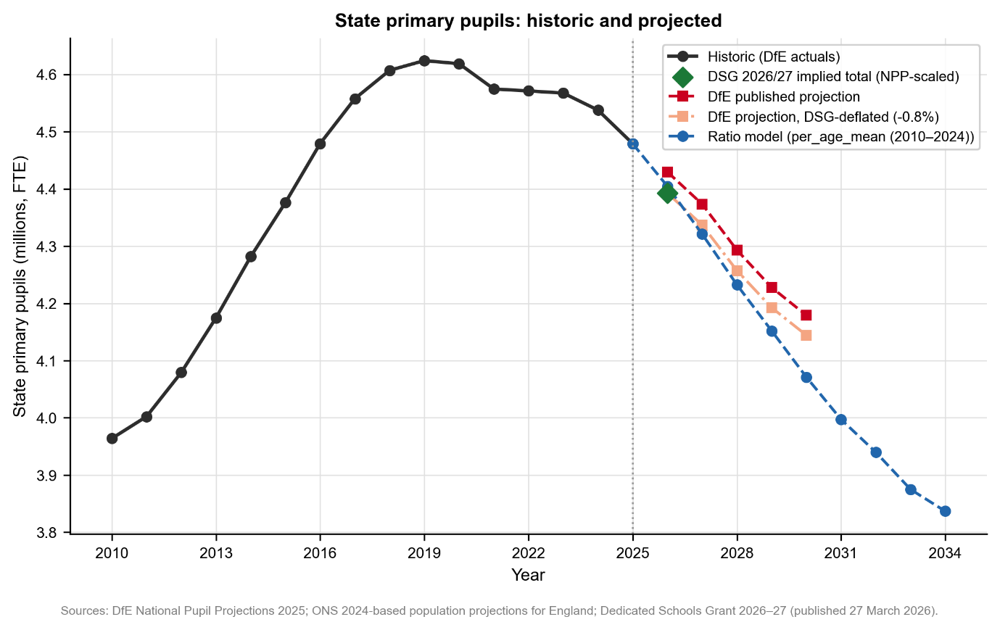 State primary pupils: historic and projected
Historic (DfE actuals)
DSG 2026/27 implied total (NPP-scaled)
DfE published projection
DfE projection, DSG-deflated (-0.8%)
Ratio model (per_age_mean (2010–2024))
State primary pupils (millions, FTE)
4.6
4.5
4.4
4.3
4.2
4.1
4.0
3.9
3.8
2010 2013 2016 2019 2022 2025 2028 2031 2034
Year
Sources: DfE National Pupil Projections 2025; ONS 2024-based population projections for England; Dedicated Schools Grant 2026–27 (published 27 March 2026).